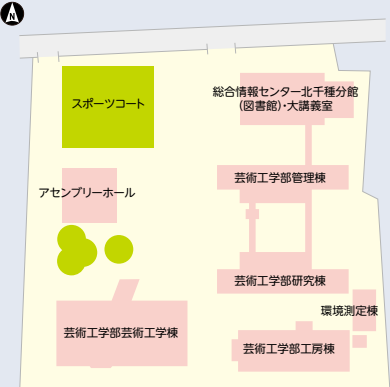 スポーツコート
総合情報センター北千種分館
(図書館)・大講義室
芸術工学部管理棟
アセンブリーホール
芸術工学部研究棟
環境測定棟
芸術工学部芸術工学棟
芸術工学部工房棟